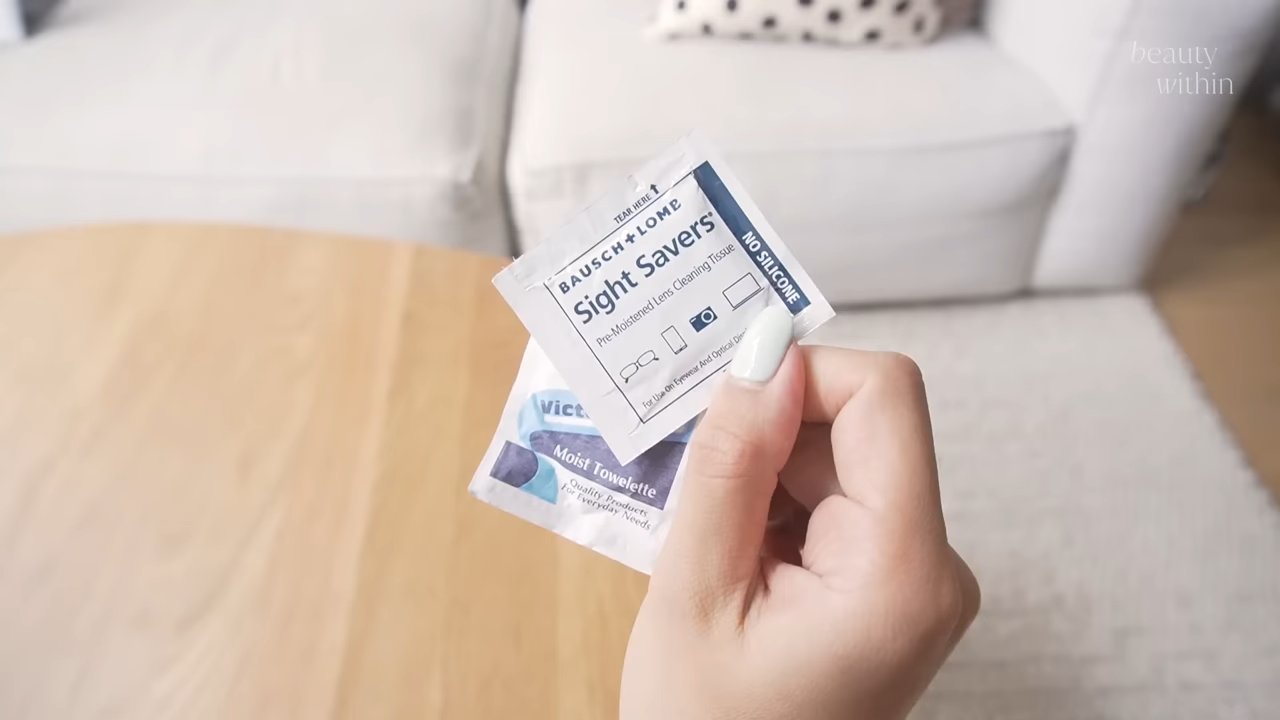 beauty
within
TEAR HERE
BAUSCH+LOMB
Sight Savers®
Pre-Moistened Lens Cleaning Tissue
NO SILICONE
For Use On Eyewear And Optical
Moist Towelette
Quality Products
For Everyday Needs